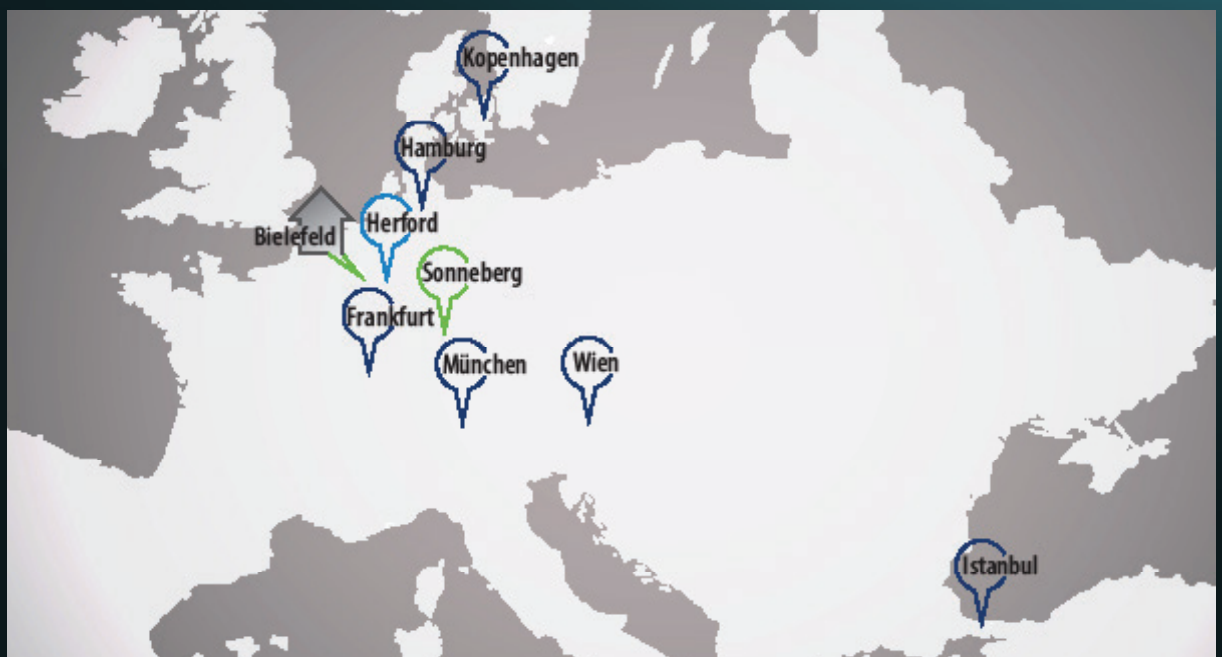 Kopenhagen
Hamburg
Herford
Bielefeld
Sonneberg
Frankfurt
München
Wien
Istanbul